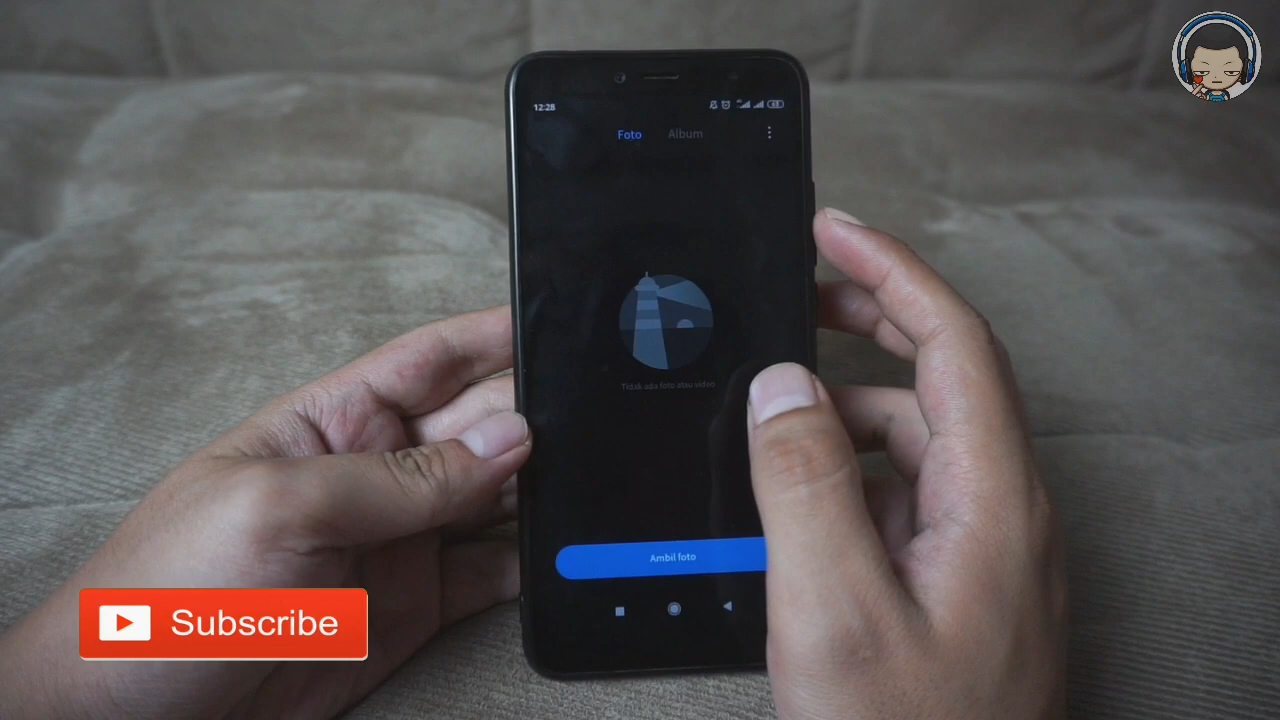 12:28
Foto Album
Tidak ada foto atau video
Ambil foto
Subscribe